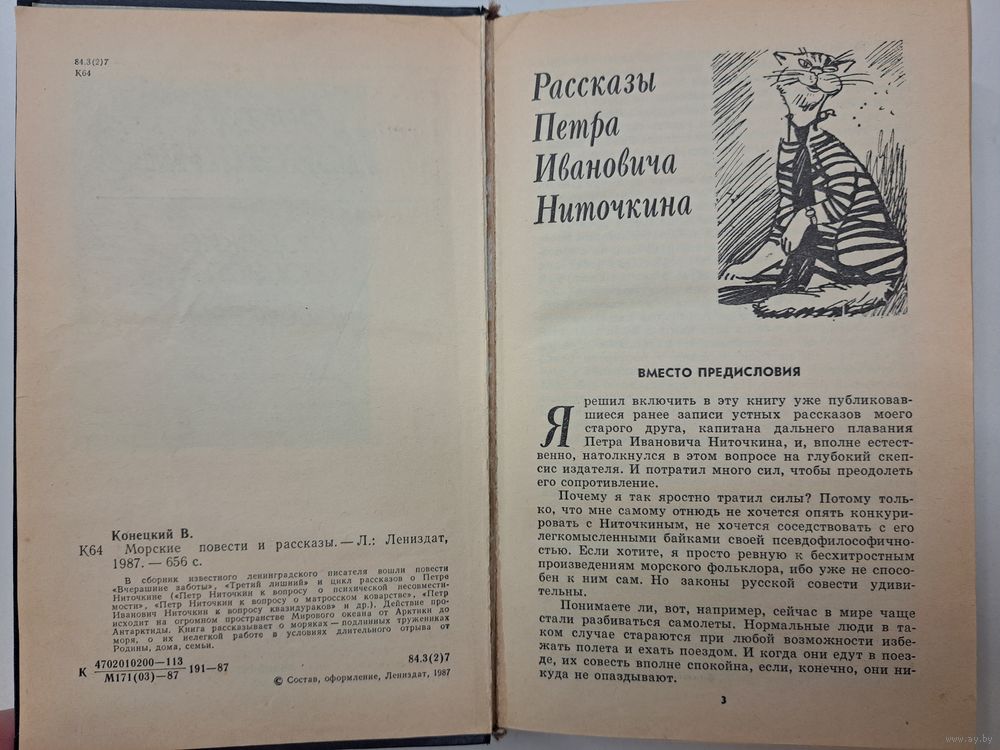 84.3(2)7
К64
Конецкий В.
К64 Морские повести и рассказы. — Л.: Лениздат,
1987. — 656 с.
В сборник известного ленинградского писателя вошли повести
«Вчерашние заботы», «Третий лишний» и цикл рассказов о Петре
Ниточкине («Петр Ниточкин к вопросу о психической несовмести-
мости», «Петр Ниточкин к вопросу о матросском коварстве», «Петр
Иванович Ниточкин к вопросу квазидураков» и др.). Действие про-
исходит на огромном пространстве Мирового океана от Арктики до
Антарктиды. Книга рассказывает о моряках — подлинных тружениках
моря, о их нелегкой работе в условиях длительного отрыва от
Родины, дома, семьи.
К 4702010200—113
М171(03)—87 191—87
84.3(2)7
© Состав, оформление, Лениздат, 1987
Рассказы
Петра
Ивановича
Ниточкина
ВМЕСТО ПРЕДИСЛОВИЯ
Я решил включить в эту книгу уже публиковав-
шиеся ранее записи устных рассказов моего
старого друга, капитана дальнего плавания
Петра Ивановича Ниточкина, и, вполне естест-
венно, натолкнулся в этом вопросе на глубокий скеп-
сис издателя. И потратил много сил, чтобы преодолеть
его сопротивление.
Почему я так яростно тратил силы? Потому толь-
ко, что мне самому отнюдь не хочется опять конкури-
ровать с Ниточкиным, не хочется соседствовать с его
легкомысленными байками своей псевдофилософично-
стью. Если хотите, я просто ревную к бесхитростным
произведениям морского фольклора, ибо уже не спосо-
бен к ним сам. Но законы русской совести удиви-
тельны.
Понимаете ли, вот, например, сейчас в мире чаще
стали разбиваться самолеты. Нормальные люди в та-
ком случае стараются при любой возможности избе-
жать полета и ехать поездом. И когда они едут в поез-
де, их совесть вполне спокойна, если, конечно, они ни-
куда не опаздывают.
3
www.ay.by